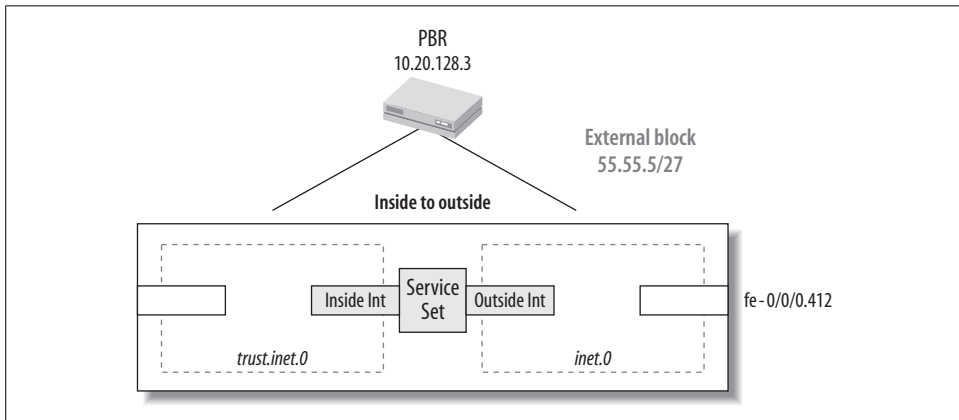 PBR
10.20.128.3
External block
55.55.5/27
Inside to outside
Inside Int
Service
Set
Outside Int
fe-0/0/0.412
trust.inet.0
inet.0